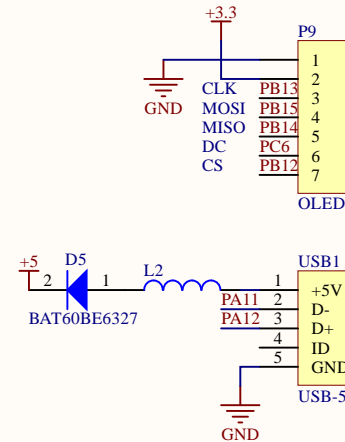 +3.3
P9
1
2
CLK PB13 3
MOSI PB15 4
MISO PB14 5
DC PC6 6
CS PB12 7
GND
OLED
+5
D5
2 1
BAT60BE6327
L2
USB1
1 +5V
PA11 2 D-
PA12 3 D+
4 ID
5 GND
USB-5
GND